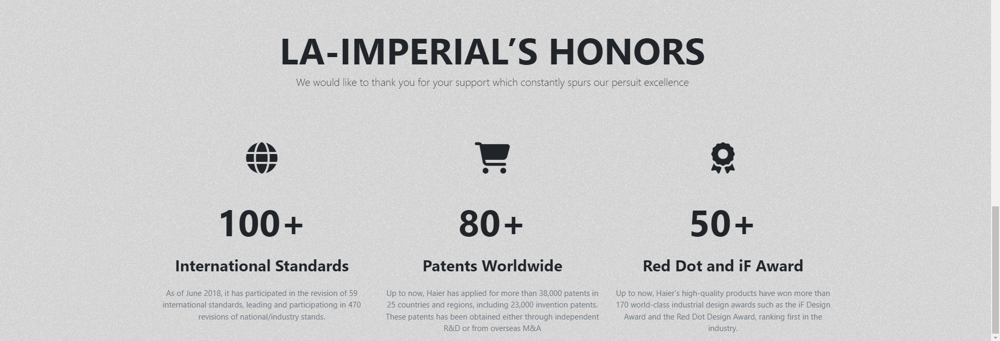 LA-IMPERIAL’S HONORS
We would like to thank you for your support which constantly spurs our persuit excellence
100+
International Standards
As of June 2018, it has participated in the revision of 59
international standards, leading and participationg in 470
revisions of national/industry stands.
80+
Patents Worldwide
Up to now, Haier has applied for more than 38,000 patents in
25 countries and regions, including 23,000 invention patents.
These patents has been obtained either through independent
R&D or from overseas M&A
50+
Red Dot and iF Award
Up to now, Haier's high-quality products have won more than
170 world-class industrial design awards such as the iF Design
Award and the Red Dot Design Award, ranking first in the
industry.